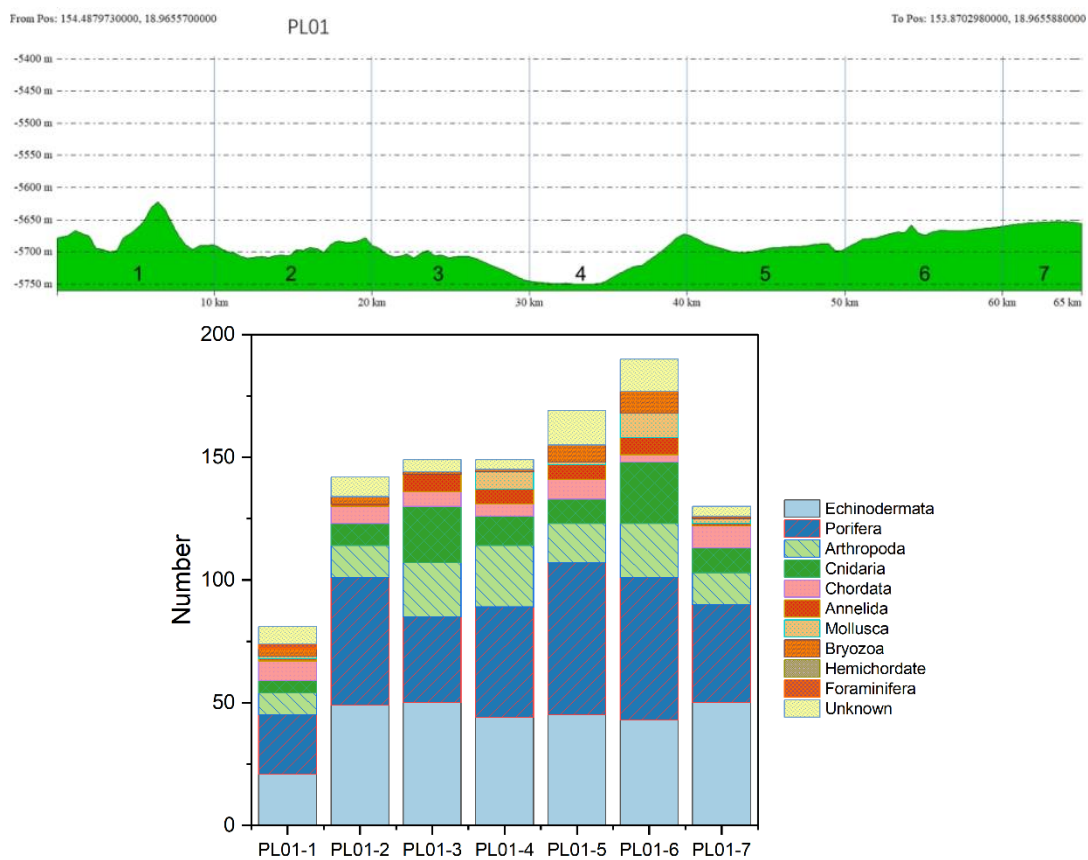 From Pos: 154.4879730000, 18.9655700000
PL01
To Pos: 153.8702980000, 18.9655880000
-5400 m
-5450 m
-5500 m
-5550 m
-5600 m
-5650 m
-5700 m
-5750 m
1 2 3 4 5 6 7
10 km 20 km 30 km 40 km 50 km 60 km 65 km
200
150
100
50
0
Number
PL01-1 PL01-2 PL01-3 PL01-4 PL01-5 PL01-6 PL01-7
Echinodermata
Porifera
Arthropoda
Cnidaria
Chordata
Annelida
Mollusca
Bryozoa
Hemichordate
Foraminifera
Unknown